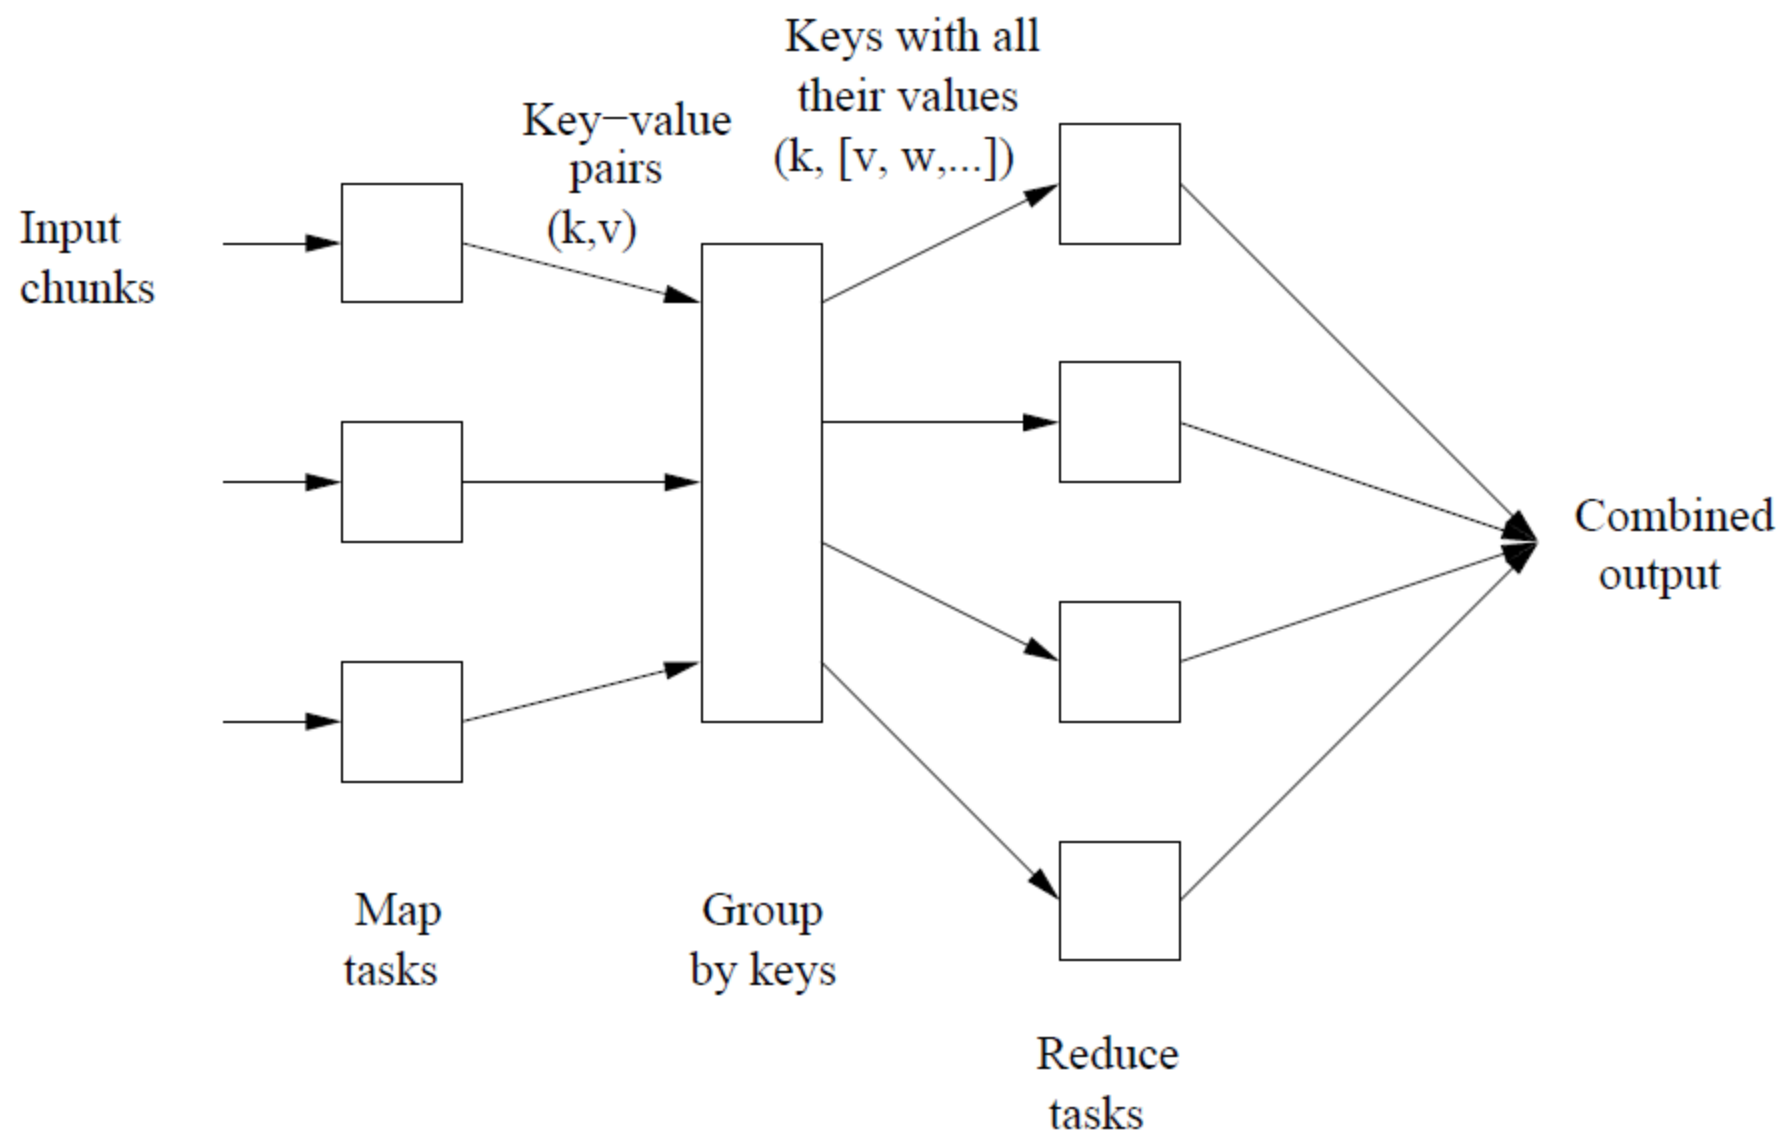 Keys with all
their values
(k, [v, w,...])
Key−value
pairs
(k,v)
Input
chunks
Combined
output
Map
tasks
Group
by keys
Reduce
tasks